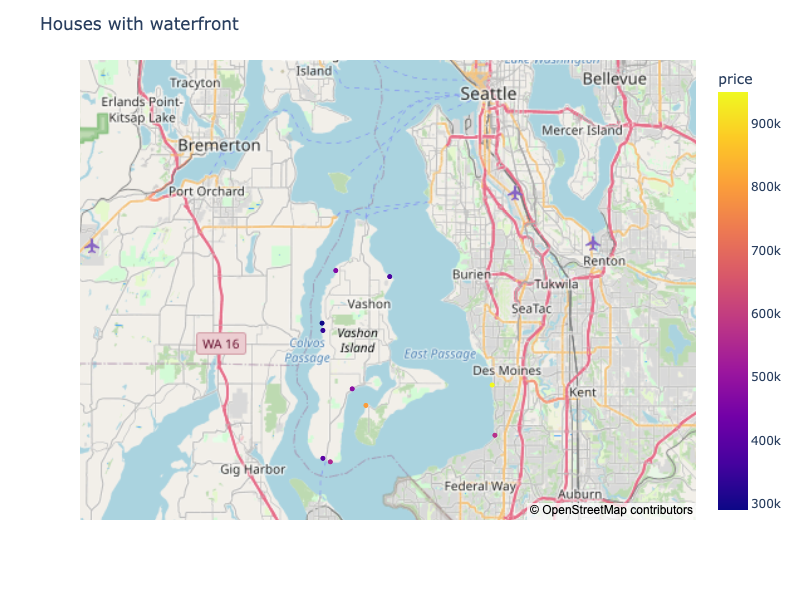 Houses with waterfront
Island
Lake Washington
Tracyton
Bellevue
Seattle
Erlands Point-
Kitsap Lake
Mercer Island
Bremerton
Port Orchard
Renton
Burien
Tukwila
Vashon
SeaTac
Vashon
Island
WA 16
Colvos
Passage
East Passage
Des Moines
Kent
Gig Harbor
Federal Way
Auburn
© OpenStreetMap contributors
price
900k
800k
700k
600k
500k
400k
300k